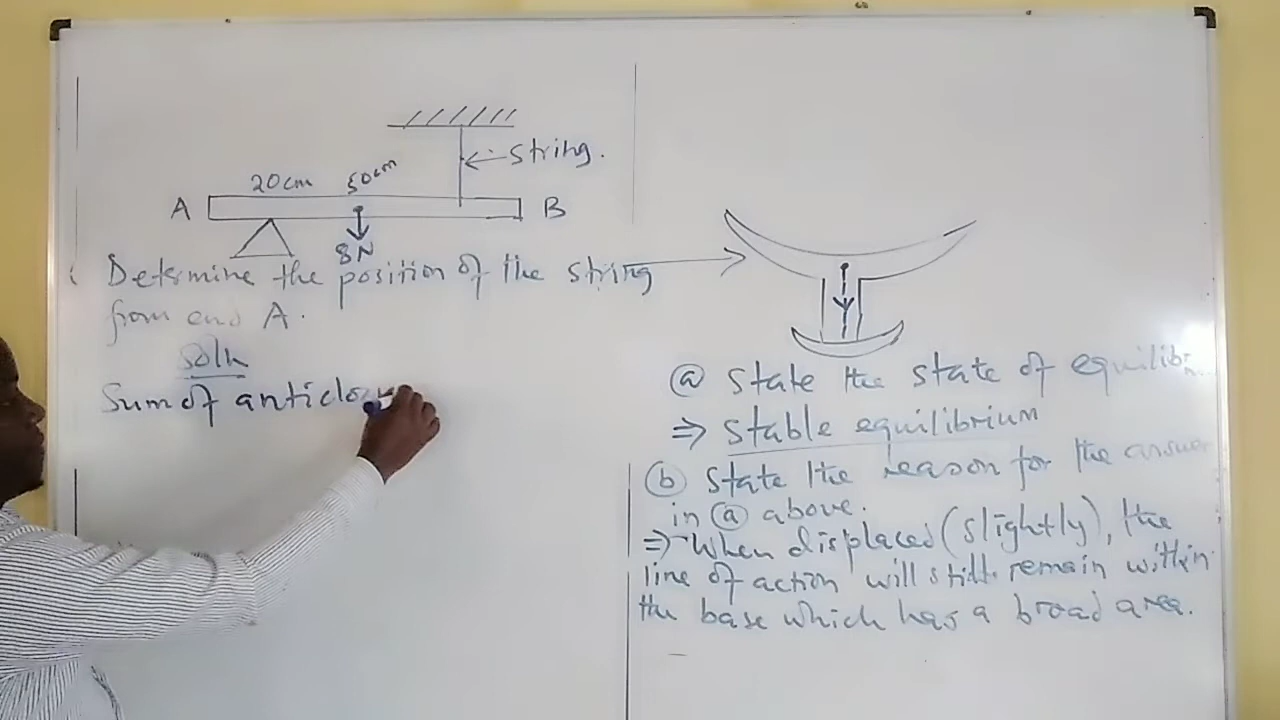 string.
20cm 50cm
A B
8N
Determine the position of the string
from end A.
Soln
Sum of anticloc
@ State the state of equilib
⇒ Stable equilibrium
ⓑ State the reason for the answer
in @ above.
⇒ When displaced (slightly), the
line of action will still remain within
the base which has a broad area.